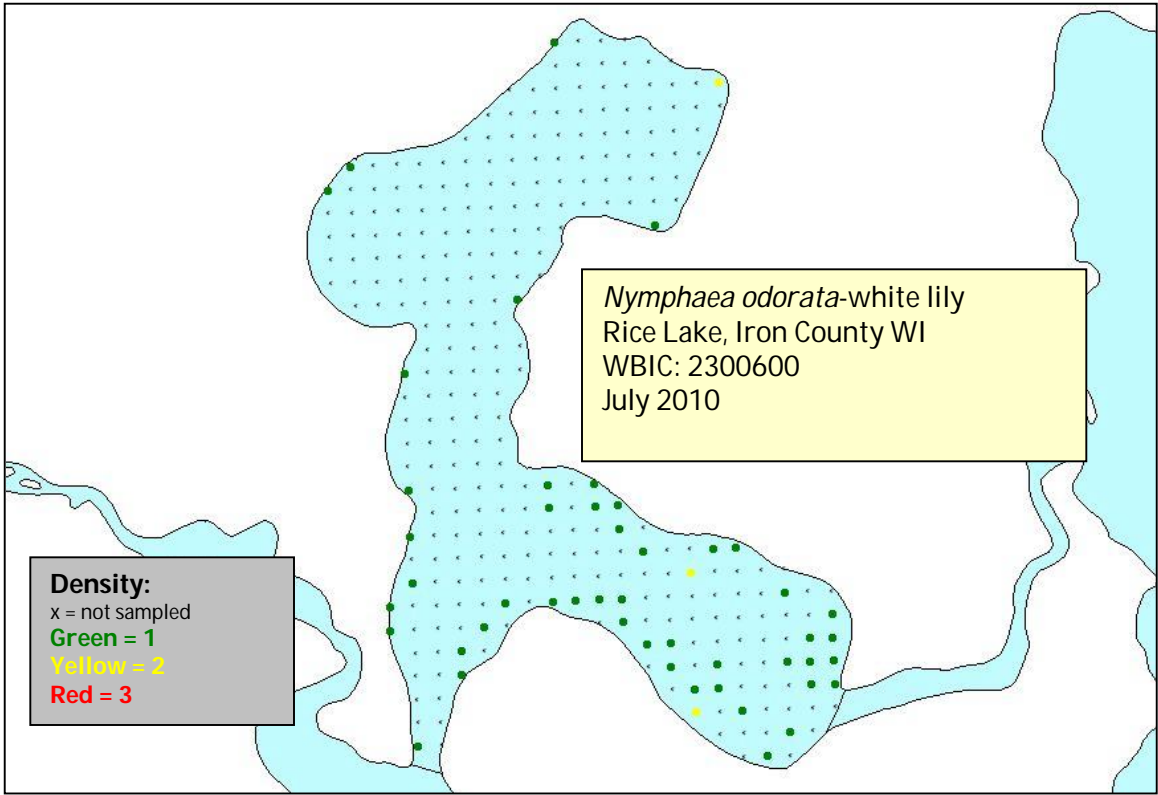 Nymphaea odorata-white lily
Rice Lake, Iron County WI
WBIC: 2300600
July 2010
Density:
x = not sampled
Green = 1
Yellow = 2
Red = 3